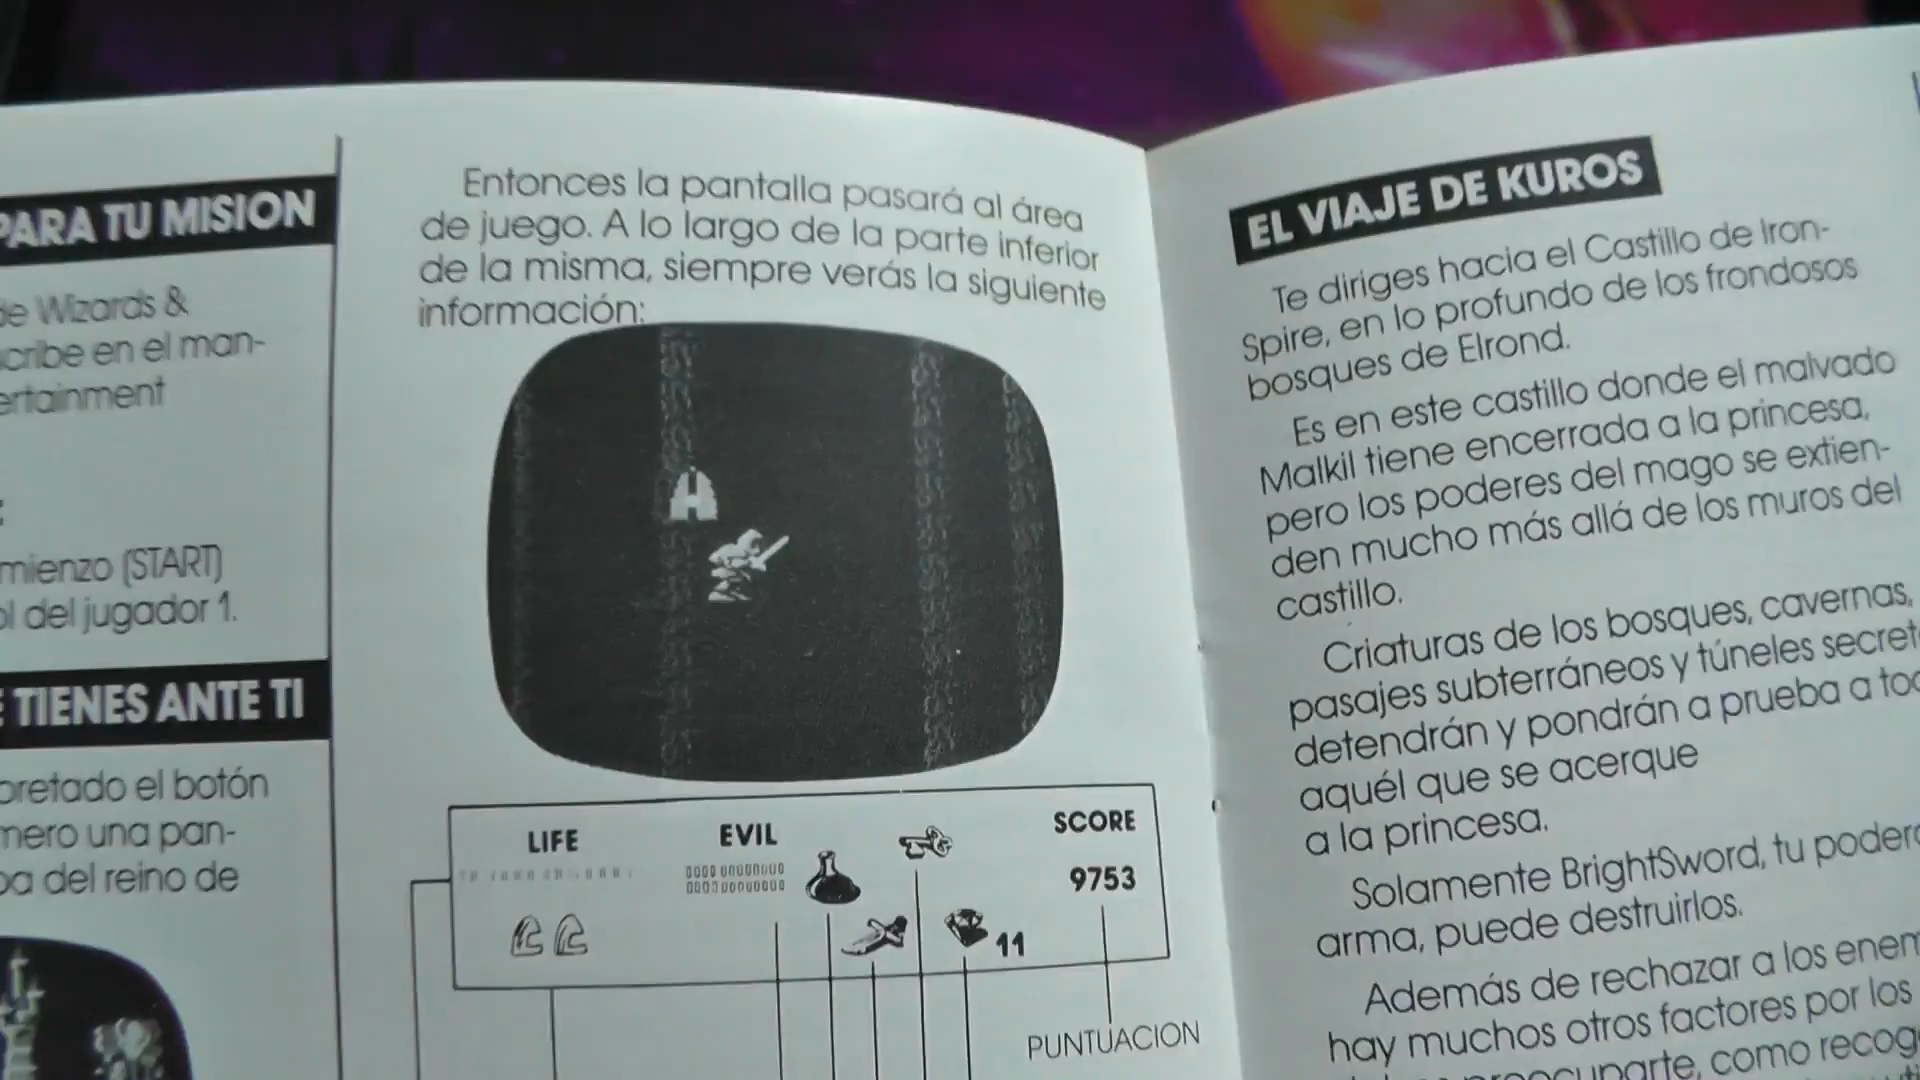 PARA TU MISION
de Wizards &
cribe en el man-
ertainment
mienzo (START)
ol del jugador 1.
TIENES ANTE TI
pretado el botón
mero una pan-
pa del reino de
Entonces la pantalla pasará al área
de juego. A lo largo de la parte inferior
de la misma, siempre verás la siguiente
información:
LIFE
EVIL
SCORE
9753
11
PUNTUACION
EL VIAJE DE KUROS
Te diriges hacia el Castillo de Iron-
Spire, en lo profundo de los frondosos
bosques de Elrond.
Es en este castillo donde el malvado
Malkil tiene encerrada a la princesa,
pero los poderes del mago se extien-
den mucho más allá de los muros del
castillo.
Criaturas de los bosques, cavernas,
pasajes subterráneos y túneles secret
detendrán y pondrán a prueba a to
aquél que se acerque
a la princesa.
Solamente BrightSword, tu podero
arma, puede destruirlos.
Además de rechazar a los enem
hay muchos otros factores por los
preocuparte, como recog